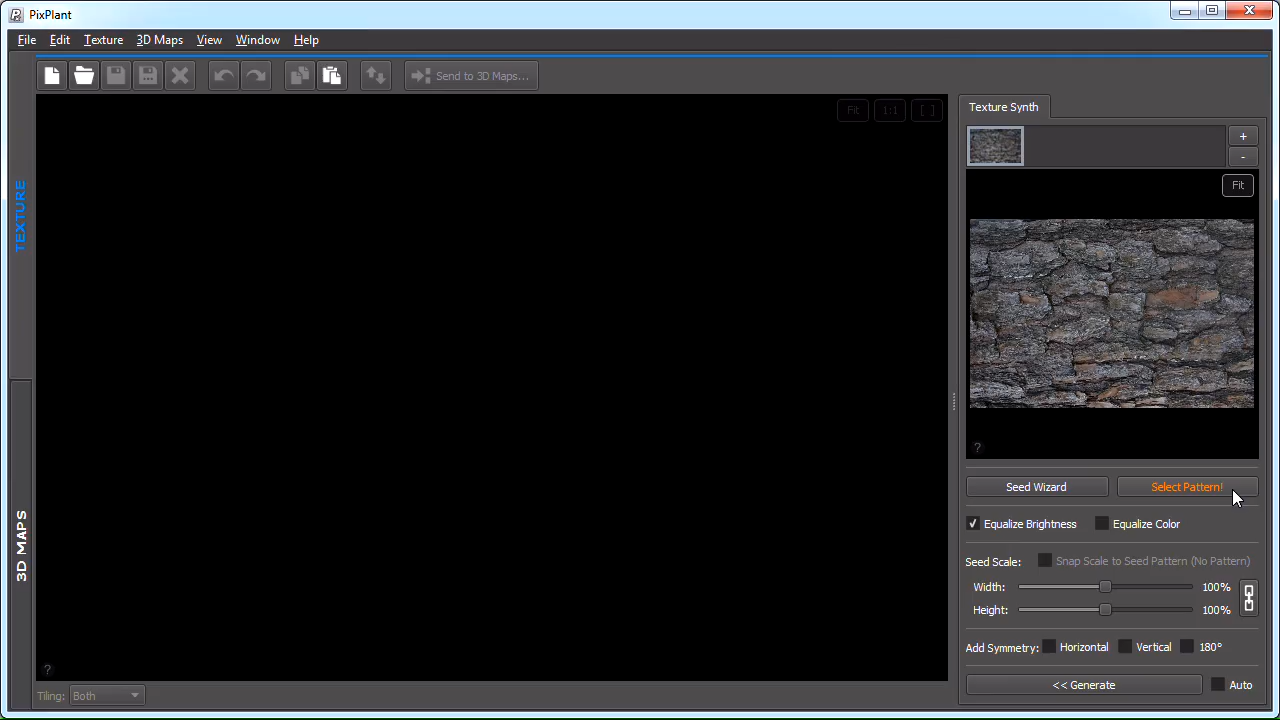 PixPlant
File Edit Texture 3D Maps View Window Help
Send to 3D Maps...
Fit 1:1 [ ]
TEXTURE
3D MAPS
?
Tiling: Both
Texture Synth
+
-
Fit
?
Seed Wizard Select Pattern!
✓ Equalize Brightness Equalize Color
Seed Scale: Snap Scale to Seed Pattern (No Pattern)
Width: 100%
Height: 100%
Add Symmetry: Horizontal Vertical 180°
<< Generate Auto